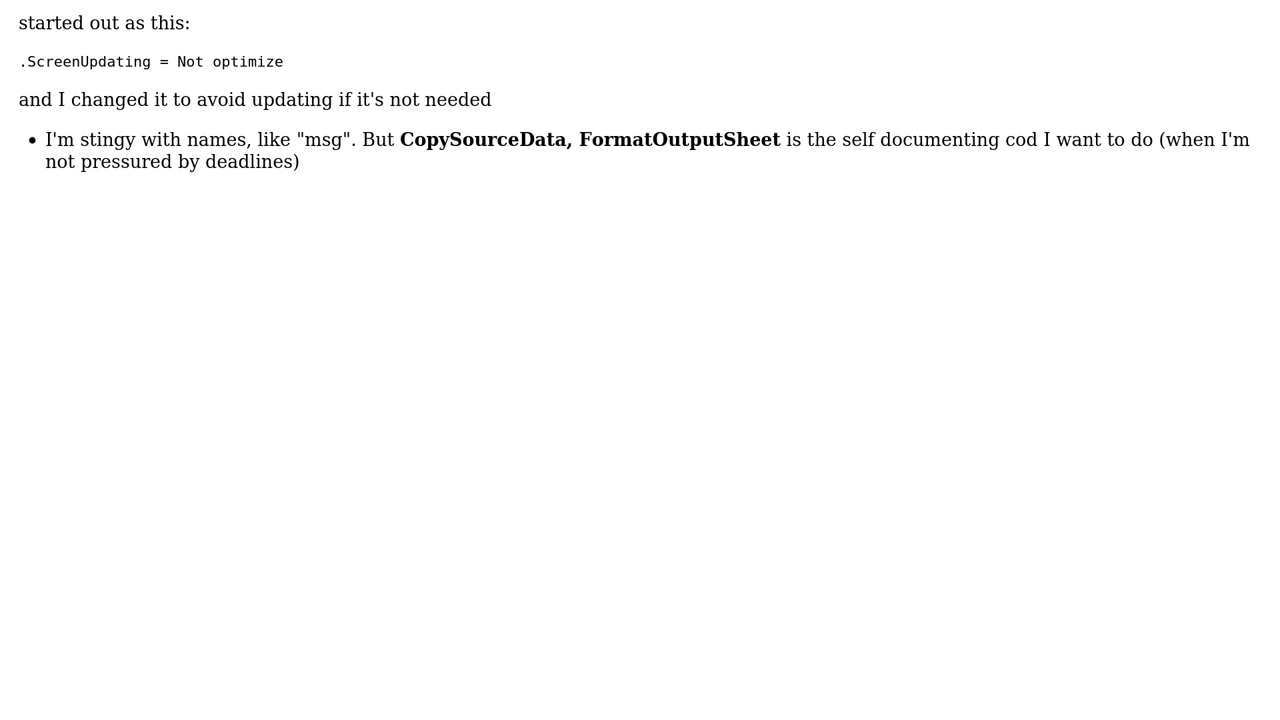 started out as this:
.ScreenUpdating = Not optimize
and I changed it to avoid updating if it's not needed
• I'm stingy with names, like "msg". But CopySourceData, FormatOutputSheet is the self documenting cod I want to do (when I'm
not pressured by deadlines)